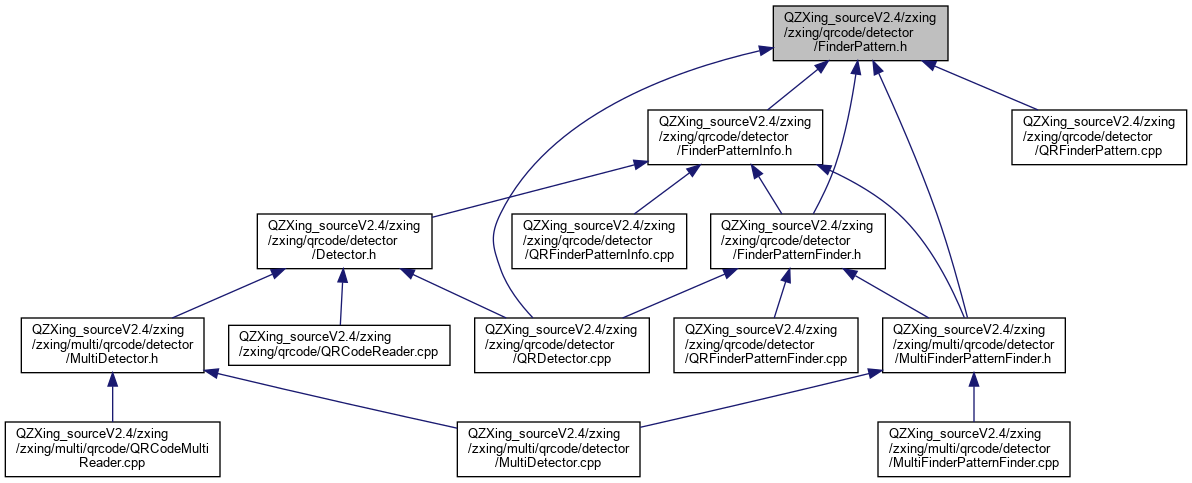 QZXing_sourceV2.4/zxing
/zxing/qrcode/detector
/FinderPattern.h
QZXing_sourceV2.4/zxing
/zxing/qrcode/detector
/FinderPatternInfo.h
QZXing_sourceV2.4/zxing
/zxing/qrcode/detector
/QRFinderPattern.cpp
QZXing_sourceV2.4/zxing
/zxing/qrcode/detector
/Detector.h
QZXing_sourceV2.4/zxing
/zxing/qrcode/detector
/QRFinderPatternInfo.cpp
QZXing_sourceV2.4/zxing
/zxing/qrcode/detector
/FinderPatternFinder.h
QZXing_sourceV2.4/zxing
/zxing/multi/qrcode/detector
/MultiDetector.h
QZXing_sourceV2.4/zxing
/zxing/qrcode/QRCodeReader.cpp
QZXing_sourceV2.4/zxing
/zxing/qrcode/detector
/QRDetector.cpp
QZXing_sourceV2.4/zxing
/zxing/qrcode/detector
/QRFinderPatternFinder.cpp
QZXing_sourceV2.4/zxing
/zxing/multi/qrcode/detector
/MultiFinderPatternFinder.h
QZXing_sourceV2.4/zxing
/zxing/multi/qrcode/QRCodeMulti
Reader.cpp
QZXing_sourceV2.4/zxing
/zxing/multi/qrcode/detector
/MultiDetector.cpp
QZXing_sourceV2.4/zxing
/zxing/multi/qrcode/detector
/MultiFinderPatternFinder.cpp